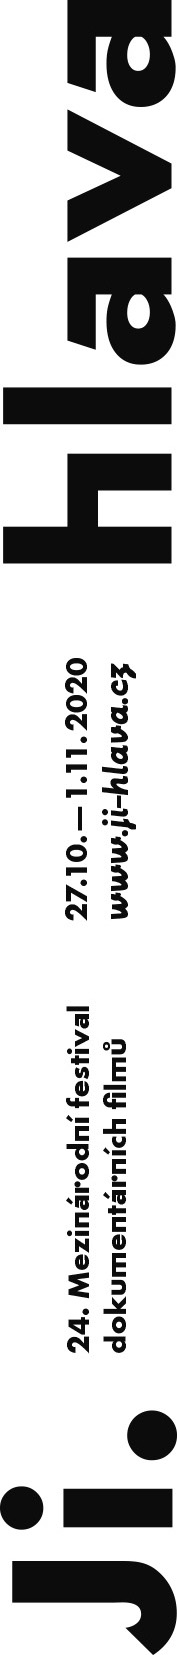 Ji.
24. Mezinárodní festival
dokumentárních filmů
27.10. — 1.11. 2020
www.ji-hlava.cz
hlava